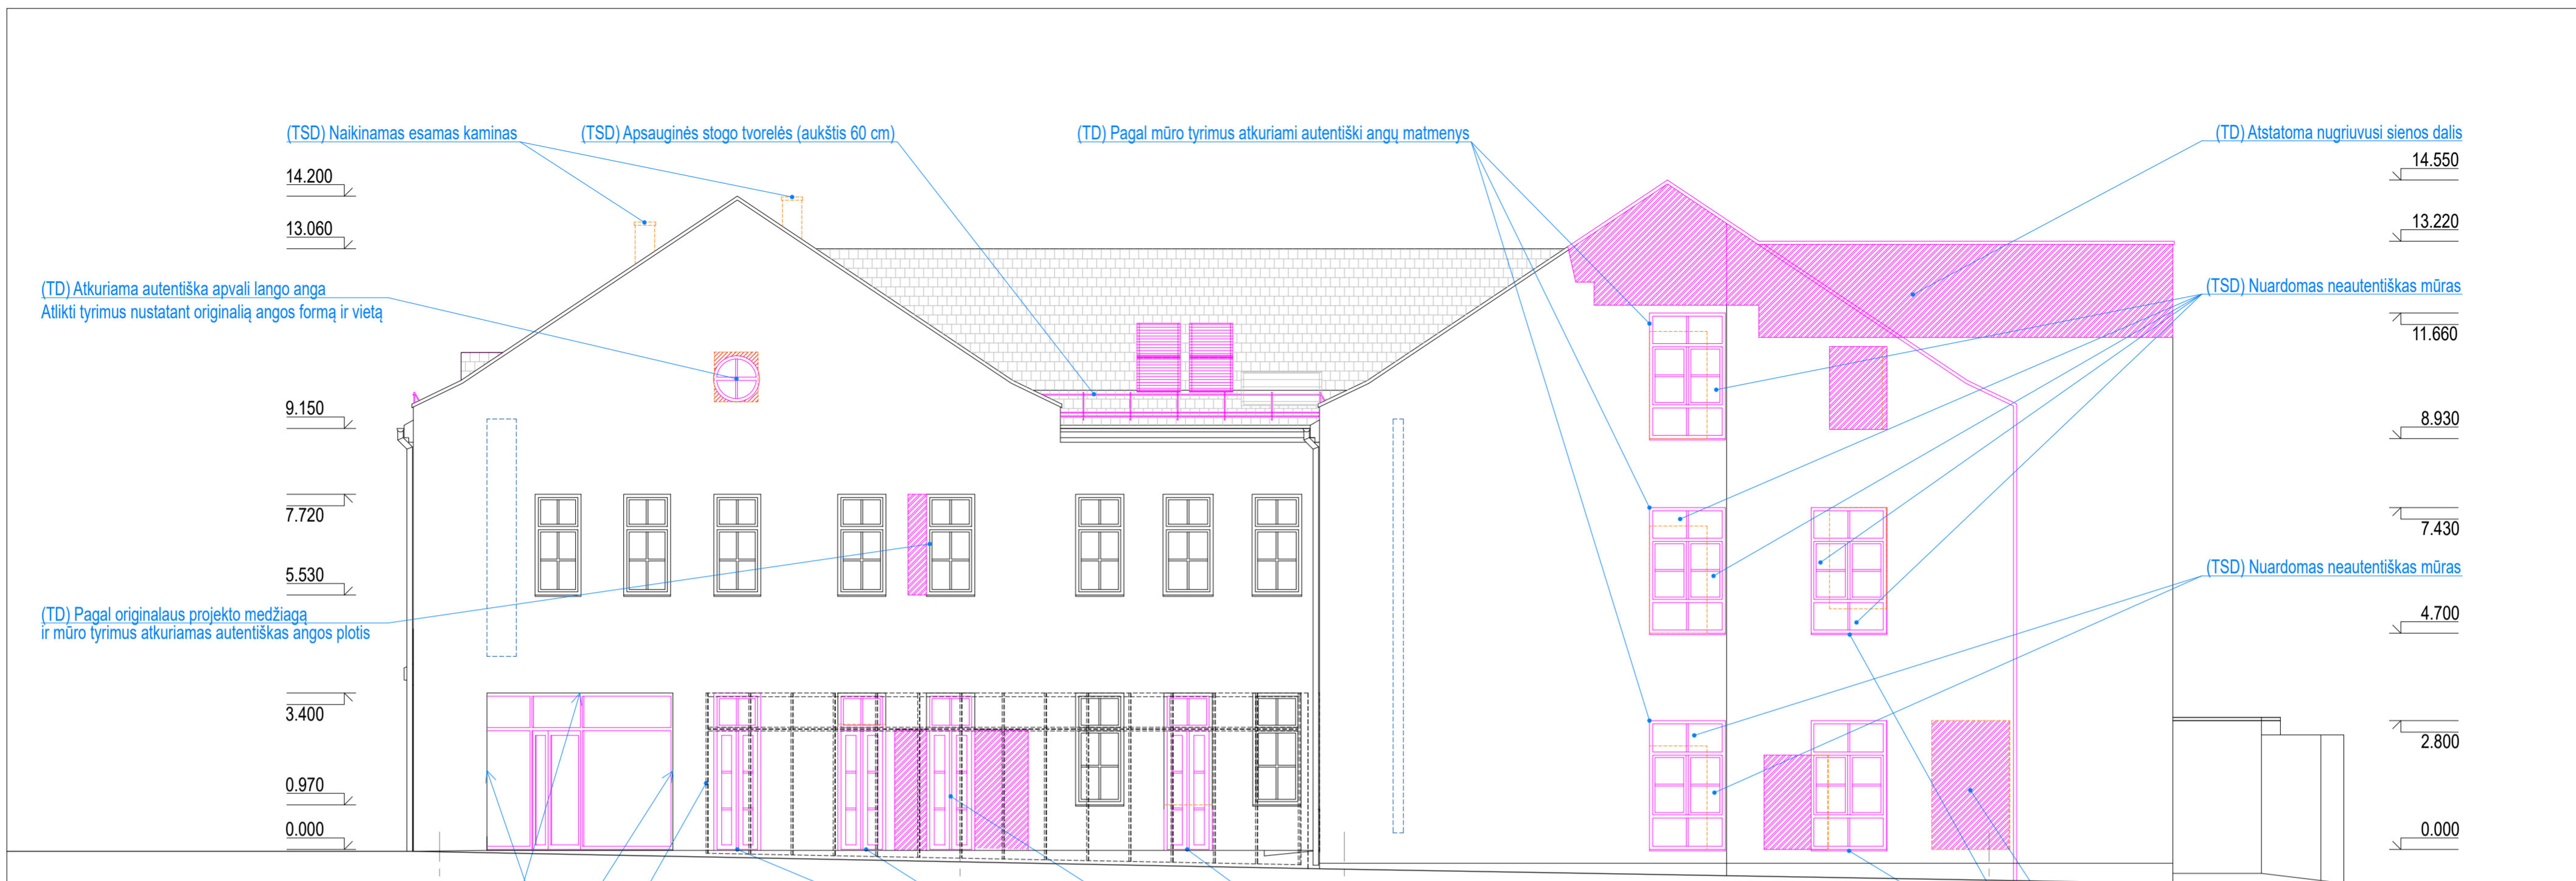 (TSD) Naikinamas esamas kaminas
(TSD) Apsauginės stogo tvorelės (aukštis 60 cm)
(TD) Pagal mūro tyrimus atkuriami autentiški angų matmenys
(TD) Atstatoma nugriuvusi sienos dalis
14.200
13.060
(TD) Atkuriama autentiška apvali lango anga
Atlikti tyrimus nustatant originalią angos formą ir vietą
9.150
7.720
5.530
(TD) Pagal originalaus projekto medžiagą
ir mūro tyrimus atkuriamas autentiškas angos plotis
3.400
0.970
0.000
14.550
13.220
(TSD) Nuardomas neautentiškas mūras
11.660
8.930
7.430
(TSD) Nuardomas neautentiškas mūras
4.700
2.800
0.000